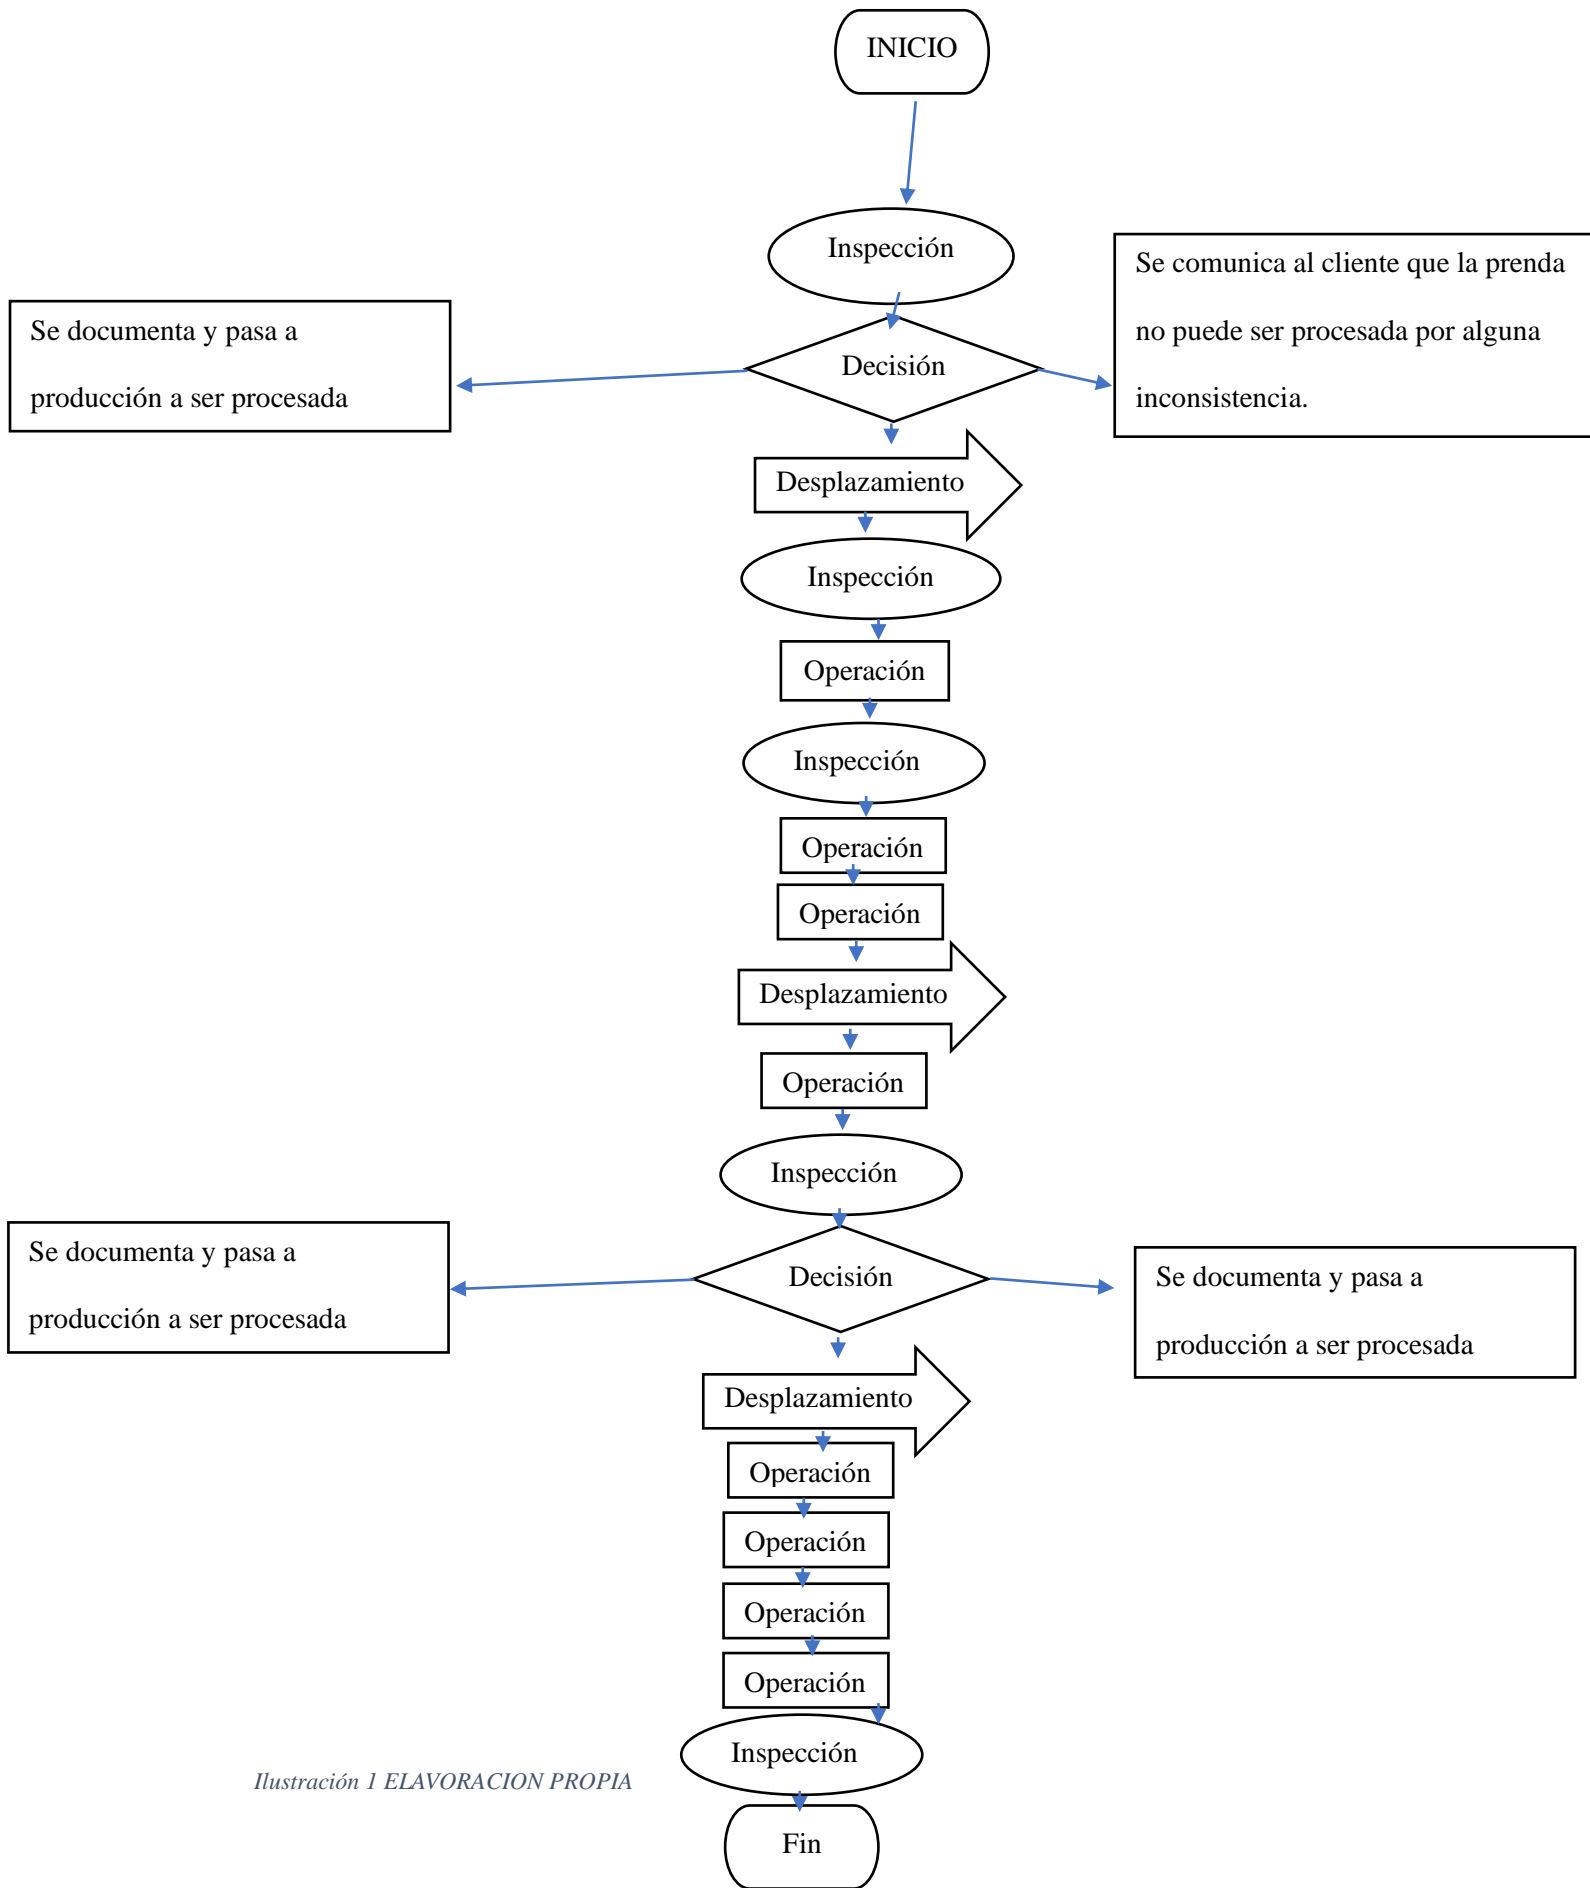 INICIO
Inspección
Se comunica al cliente que la prenda
no puede ser procesada por alguna
inconsistencia.
Se documenta y pasa a
producción a ser procesada
Decisión
Desplazamiento
Inspección
Operación
Inspección
Operación
Operación
Desplazamiento
Operación
Inspección
Se documenta y pasa a
producción a ser procesada
Decisión
Se documenta y pasa a
producción a ser procesada
Desplazamiento
Operación
Operación
Operación
Operación
Inspección
Ilustración 1 ELAVORACION PROPIA
Fin